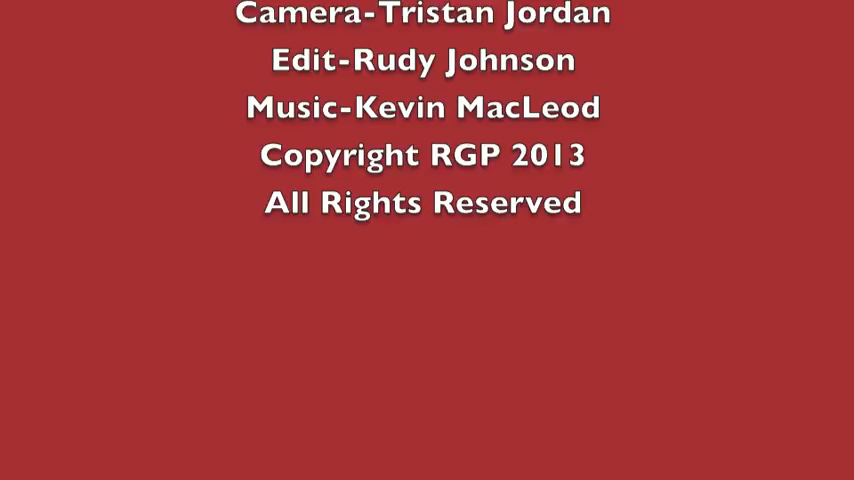 Camera-Tristan Jordan
Edit-Rudy Johnson
Music-Kevin MacLeod
Copyright RGP 2013
All Rights Reserved